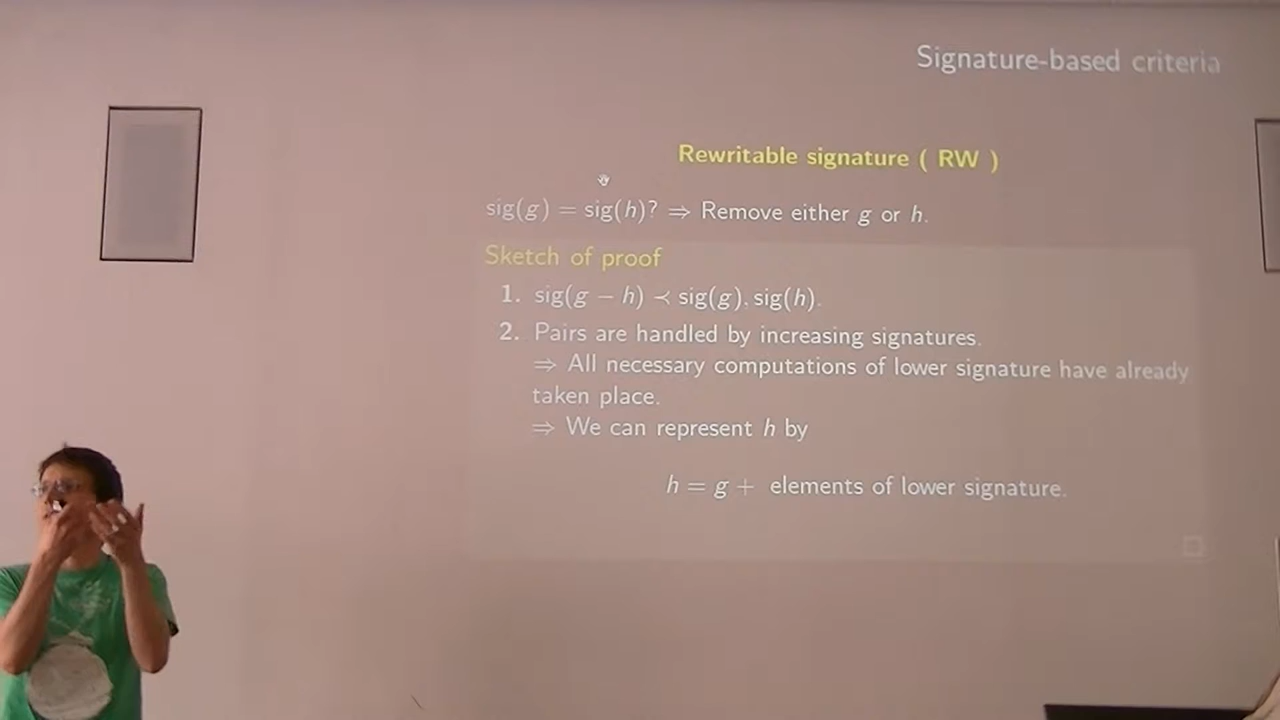 Signature-based criteria
Rewritable signature ( RW )
sig(g) = sig(h)? ⇒ Remove either g or h.
Sketch of proof
1. sig(g − h) ≺ sig(g), sig(h).
2. Pairs are handled by increasing signatures.
⇒ All necessary computations of lower signature have already
taken place.
⇒ We can represent h by
h = g + elements of lower signature.